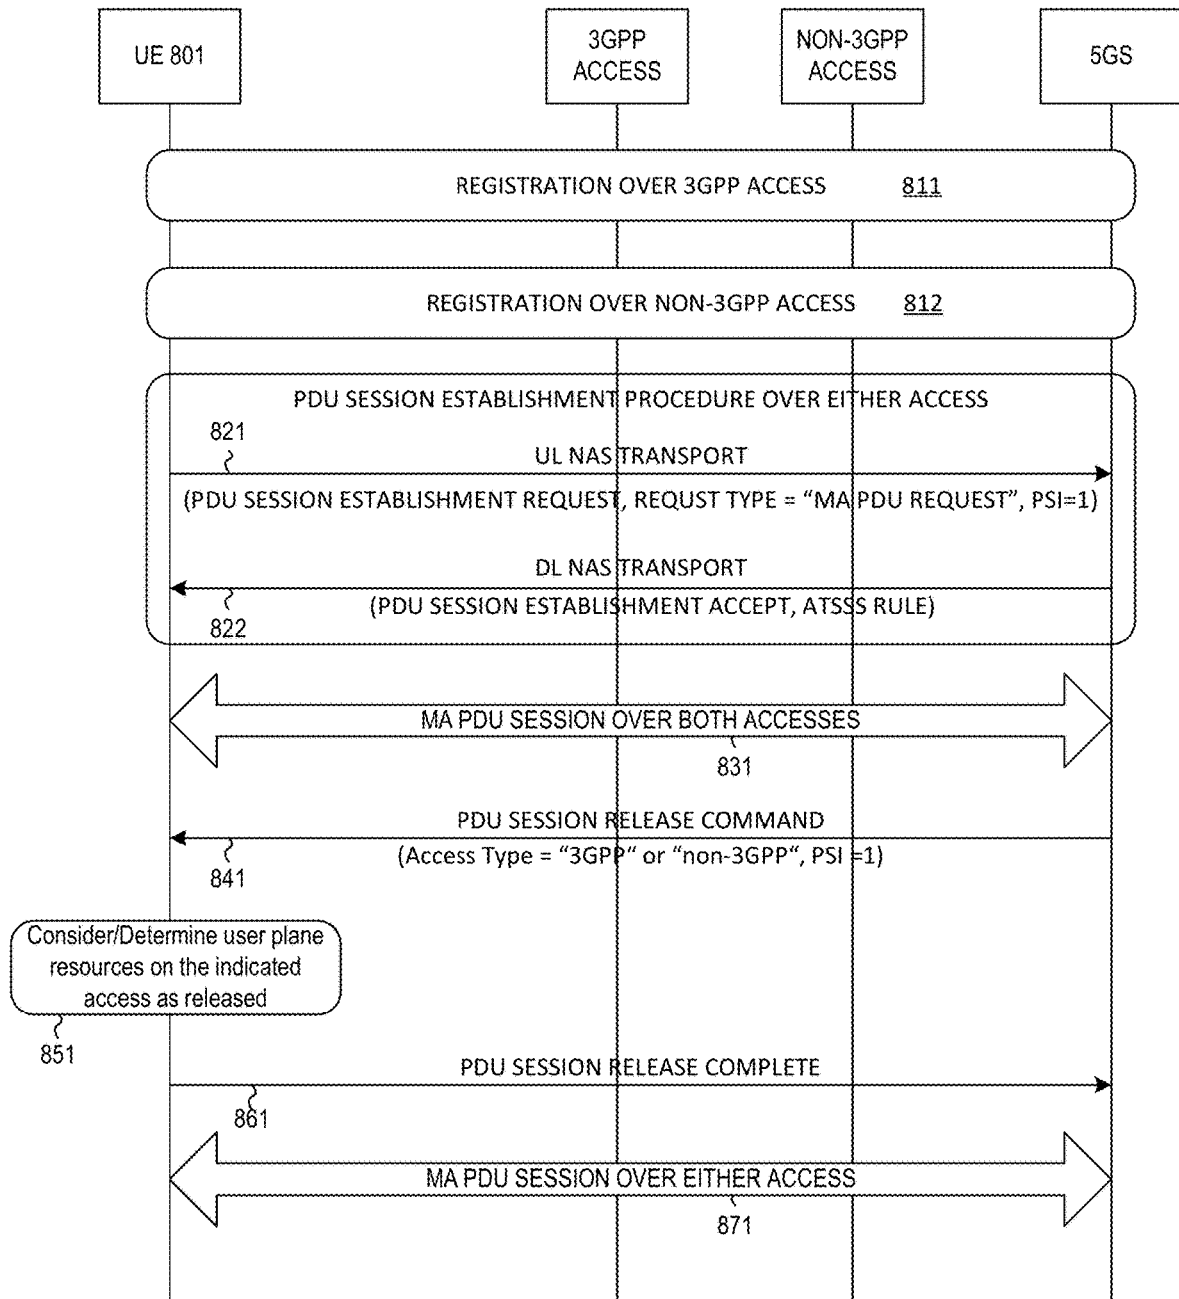 UE 801
3GPP
ACCESS
NON-3GPP
ACCESS
5GS
REGISTRATION OVER 3GPP ACCESS 811
REGISTRATION OVER NON-3GPP ACCESS 812
PDU SESSION ESTABLISHMENT PROCEDURE OVER EITHER ACCESS
821
UL NAS TRANSPORT
(PDU SESSION ESTABLISHMENT REQUEST, REQUST TYPE = “MA PDU REQUEST”, PSI=1)
DL NAS TRANSPORT
(PDU SESSION ESTABLISHMENT ACCEPT, ATSSS RULE)
822
MA PDU SESSION OVER BOTH ACCESSES
831
PDU SESSION RELEASE COMMAND
(Access Type = “3GPP“ or “non-3GPP“, PSI =1)
841
Consider/Determine user plane
resources on the indicated
access as released
851
PDU SESSION RELEASE COMPLETE
861
MA PDU SESSION OVER EITHER ACCESS
871